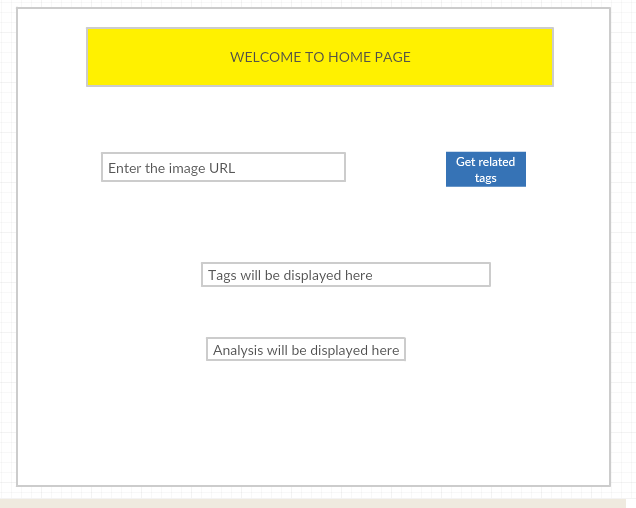 WELCOME TO HOME PAGE
Enter the image URL
Get related
tags
Tags will be displayed here
Analysis will be displayed here